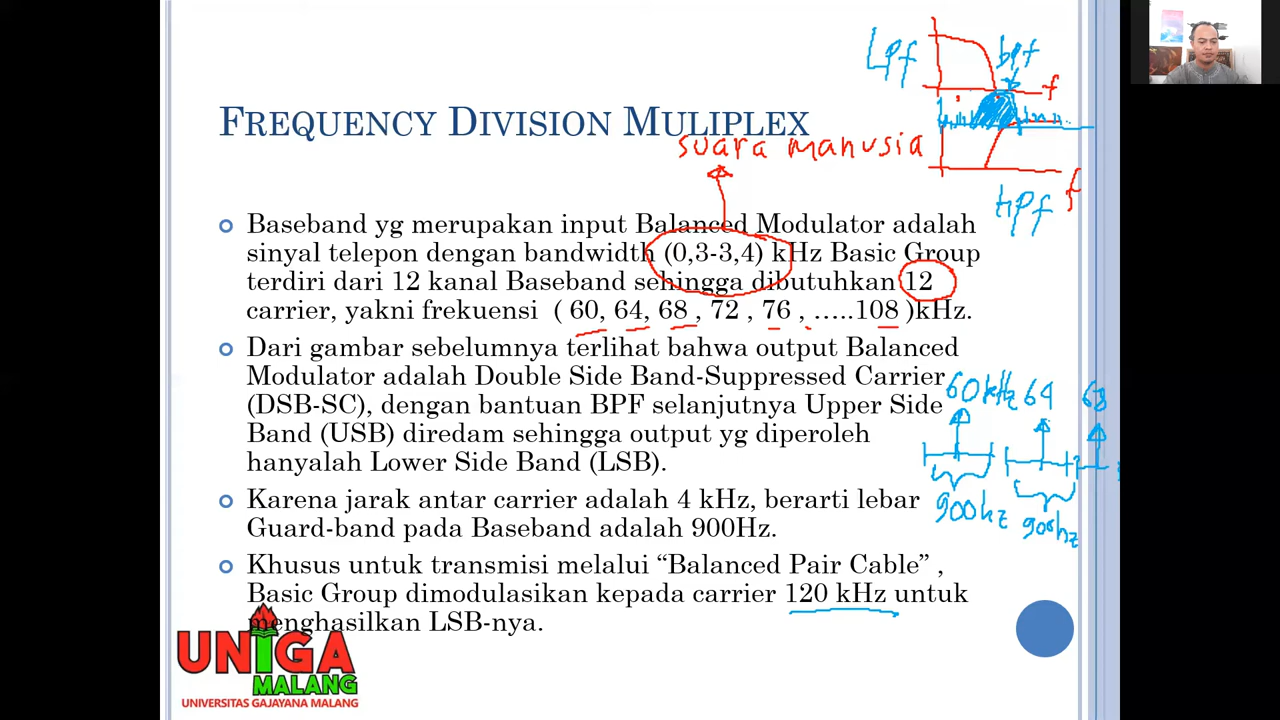 Lpf
bpf
f
FREQUENCY DIVISION MULIPLEX
suara manusia
hpf
f
Baseband yg merupakan input Balanced Modulator adalah
sinyal telepon dengan bandwidth (0,3-3,4) kHz Basic Group
terdiri dari 12 kanal Baseband sehingga dibutuhkan 12
carrier, yakni frekuensi ( 60, 64, 68 , 72 , 76 , …..108 )kHz.
Dari gambar sebelumnya terlihat bahwa output Balanced
Modulator adalah Double Side Band-Suppressed Carrier
(DSB-SC), dengan bantuan BPF selanjutnya Upper Side
Band (USB) diredam sehingga output yg diperoleh
hanyalah Lower Side Band (LSB).
60kHz 64 68
Karena jarak antar carrier adalah 4 kHz, berarti lebar
Guard-band pada Baseband adalah 900Hz.
900hz 900hz
Khusus untuk transmisi melalui “Balanced Pair Cable” ,
Basic Group dimodulasikan kepada carrier 120 kHz untuk
menghasilkan LSB-nya.
UNIGA
MALANG
UNIVERSITAS GAJAYANA MALANG